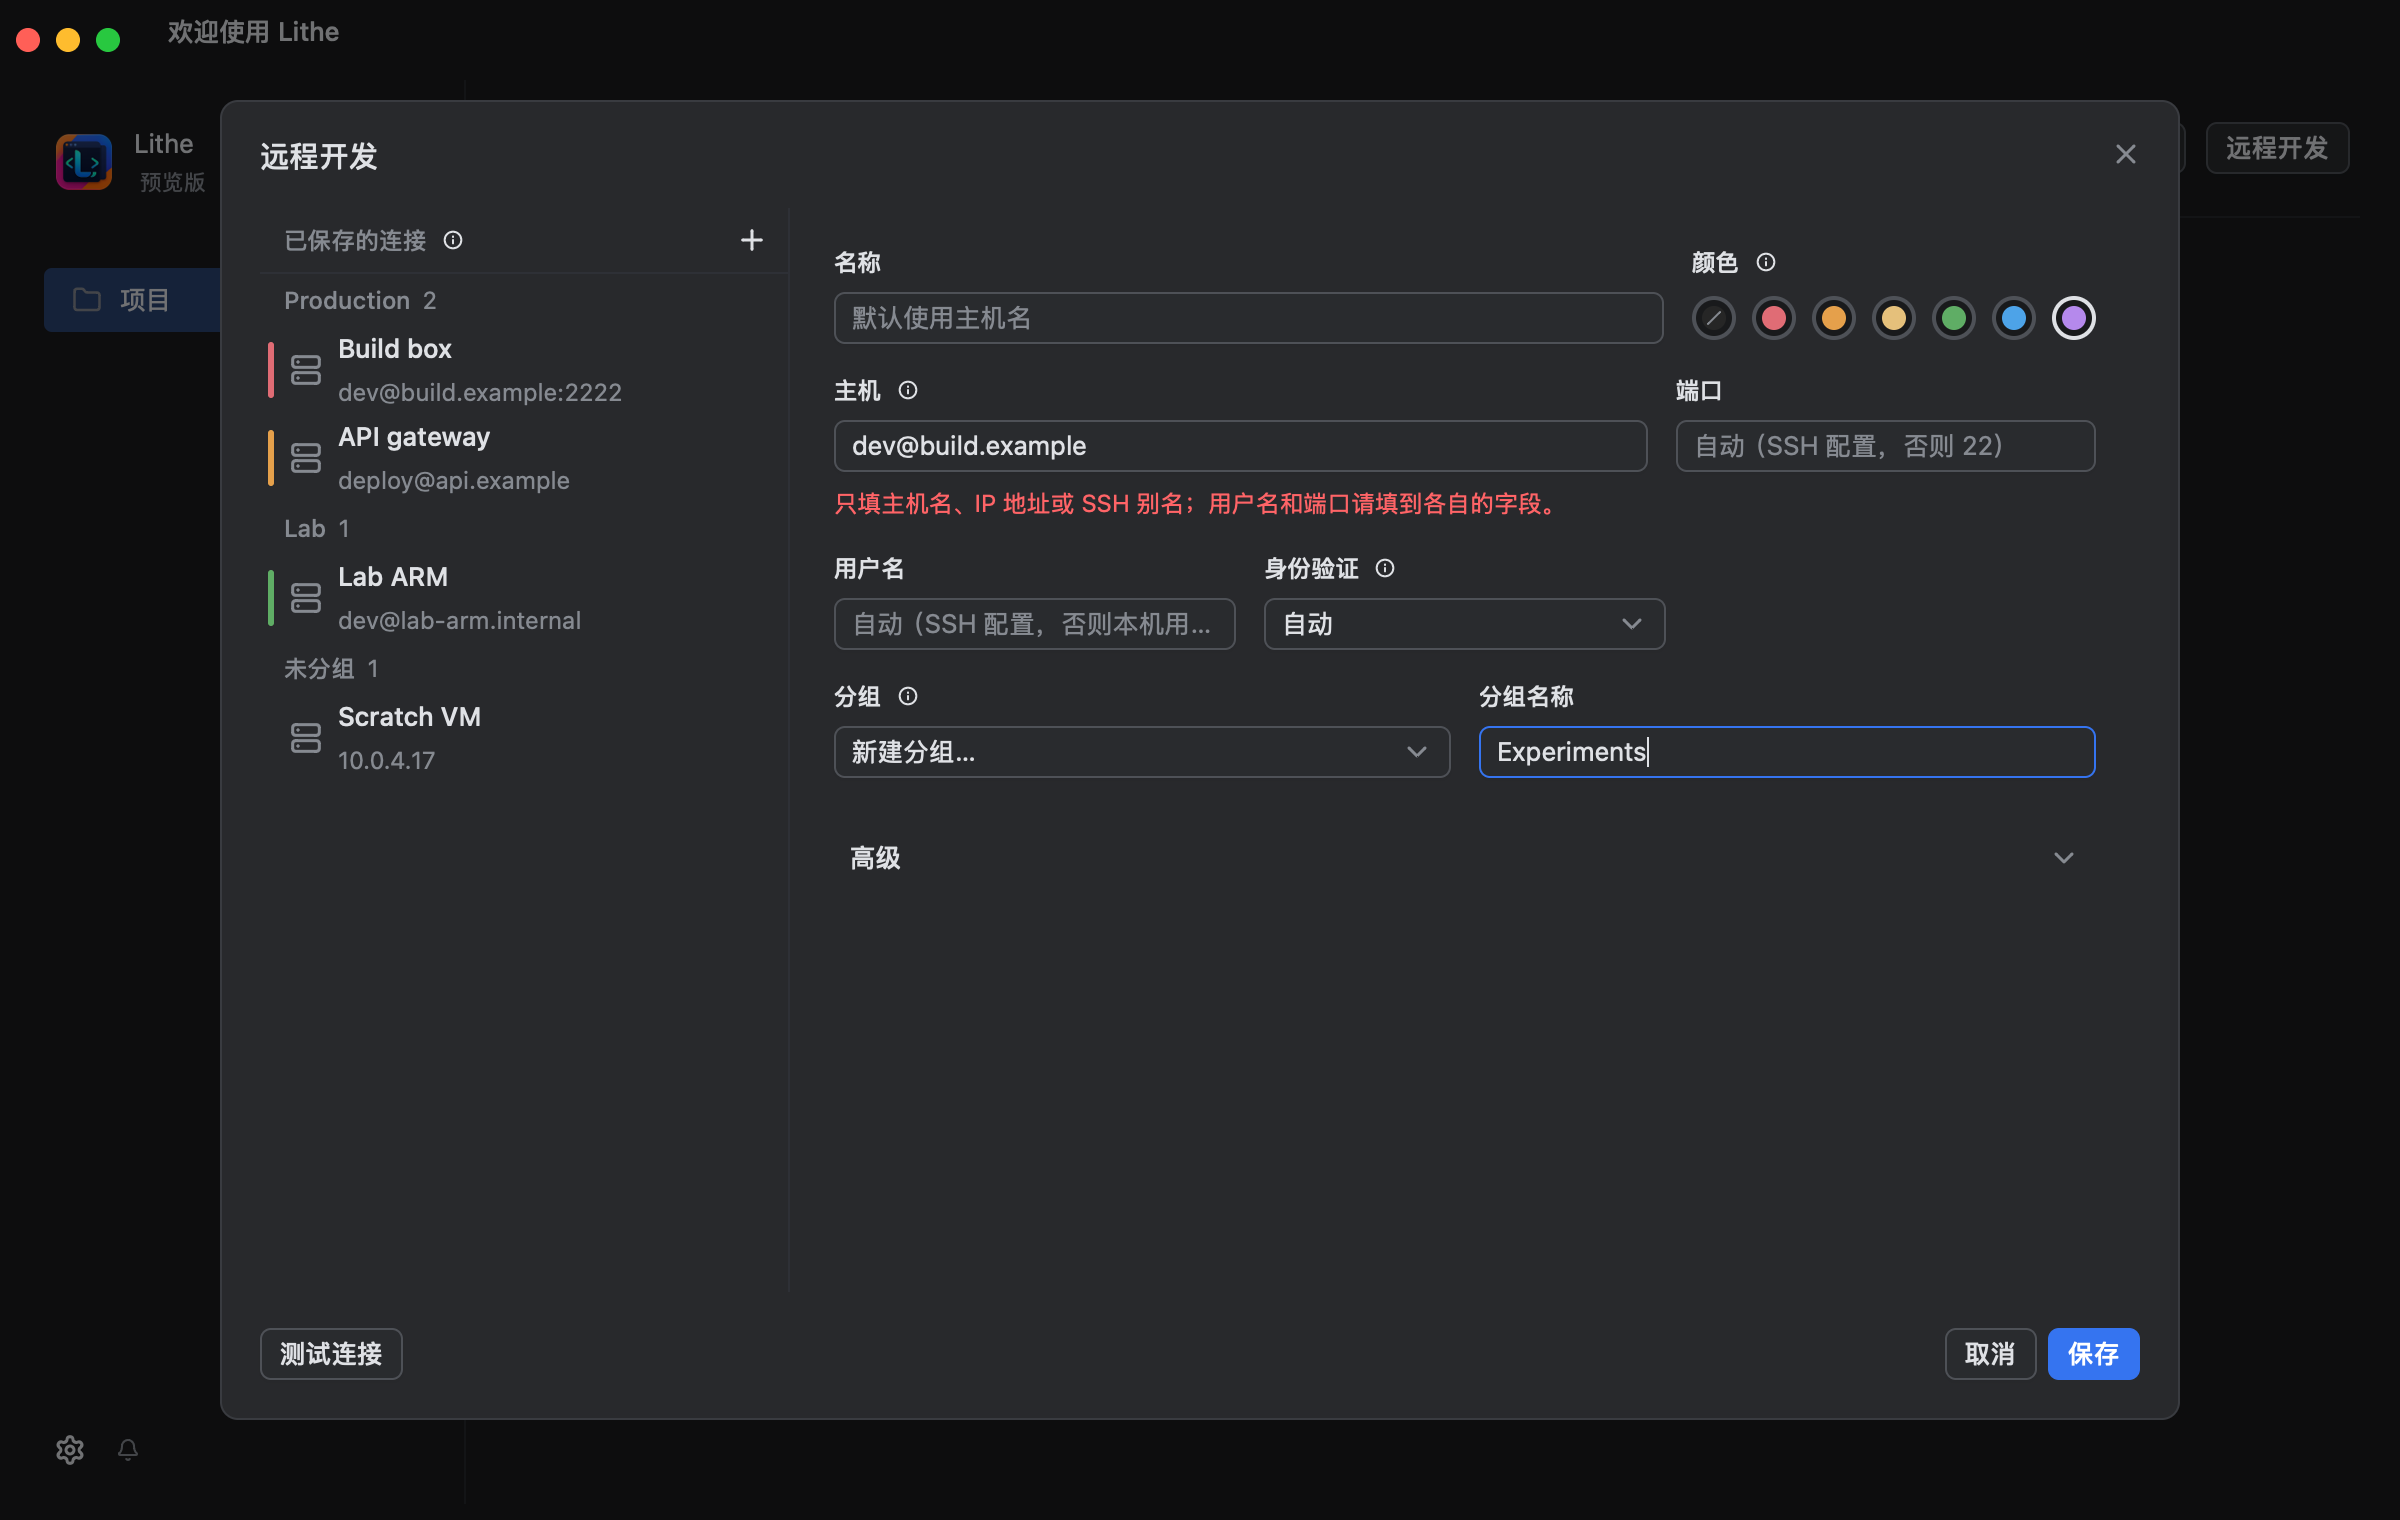 欢迎使用 Lithe
Lithe
预览版
项目
远程开发
远程开发
已保存的连接
Production 2
Build box
dev@build.example:2222
API gateway
deploy@api.example
Lab 1
Lab ARM
dev@lab-arm.internal
未分组 1
Scratch VM
10.0.4.17
名称
颜色
默认使用主机名
主机
端口
dev@build.example
自动（SSH 配置，否则 22）
只填主机名、IP 地址或 SSH 别名；用户名和端口请填到各自的字段。
用户名
身份验证
自动（SSH 配置，否则本机用...
自动
分组
分组名称
新建分组...
Experiments
高级
测试连接
取消
保存